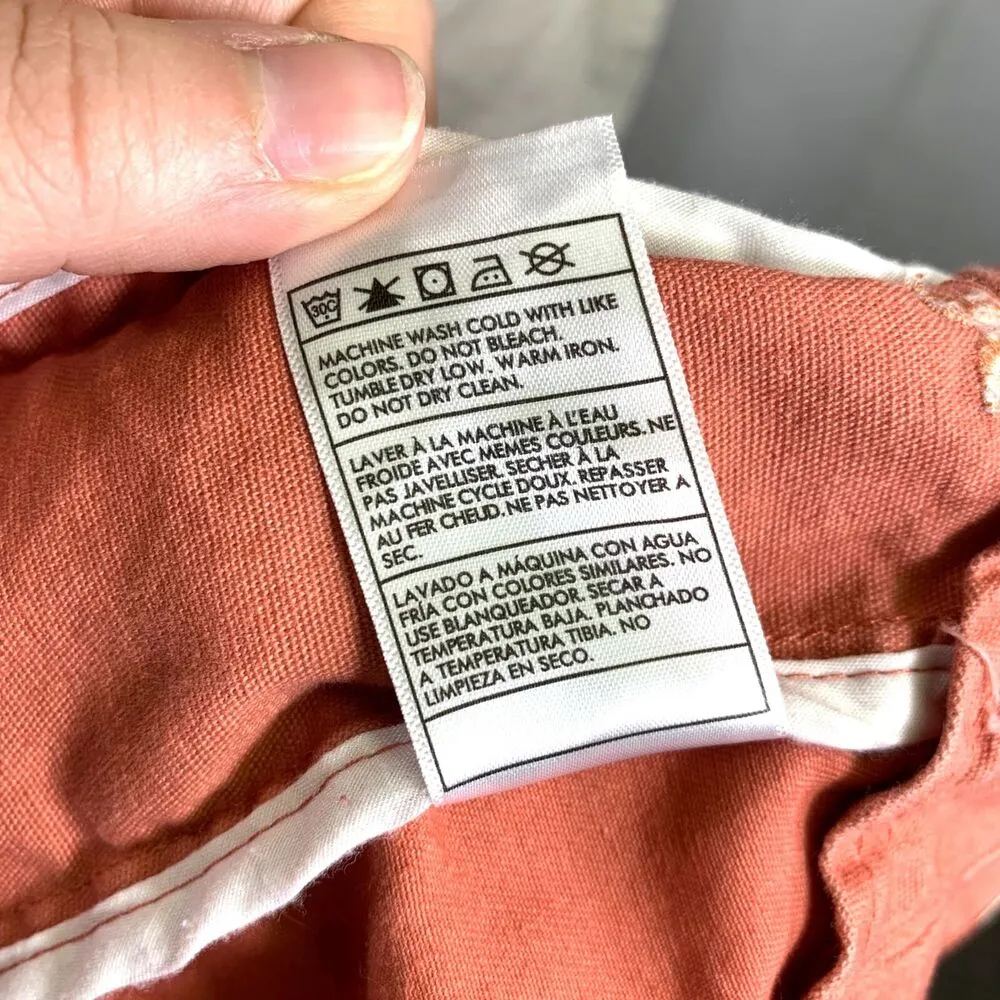 30C
MACHINE WASH COLD WITH LIKE
COLORS. DO NOT BLEACH.
TUMBLE DRY LOW. WARM IRON.
DO NOT DRY CLEAN.
LAVER À LA MACHINE À L'EAU
FROIDE AVEC MEMES COULEURS. NE
PAS JAVELLISER. SECHER À LA
MACHINE CYCLE DOUX. REPASSER
AU FER CHEUD. NE PAS NETTOYER A
SEC.
LAVADO A MÁQUINA CON AGUA
FRÍA CON COLORES SIMILARES. NO
USE BLANQUEADOR. SECAR A
TEMPERATURA BAJA. PLANCHADO
A TEMPERATURA TIBIA. NO
LIMPIEZA EN SECO.